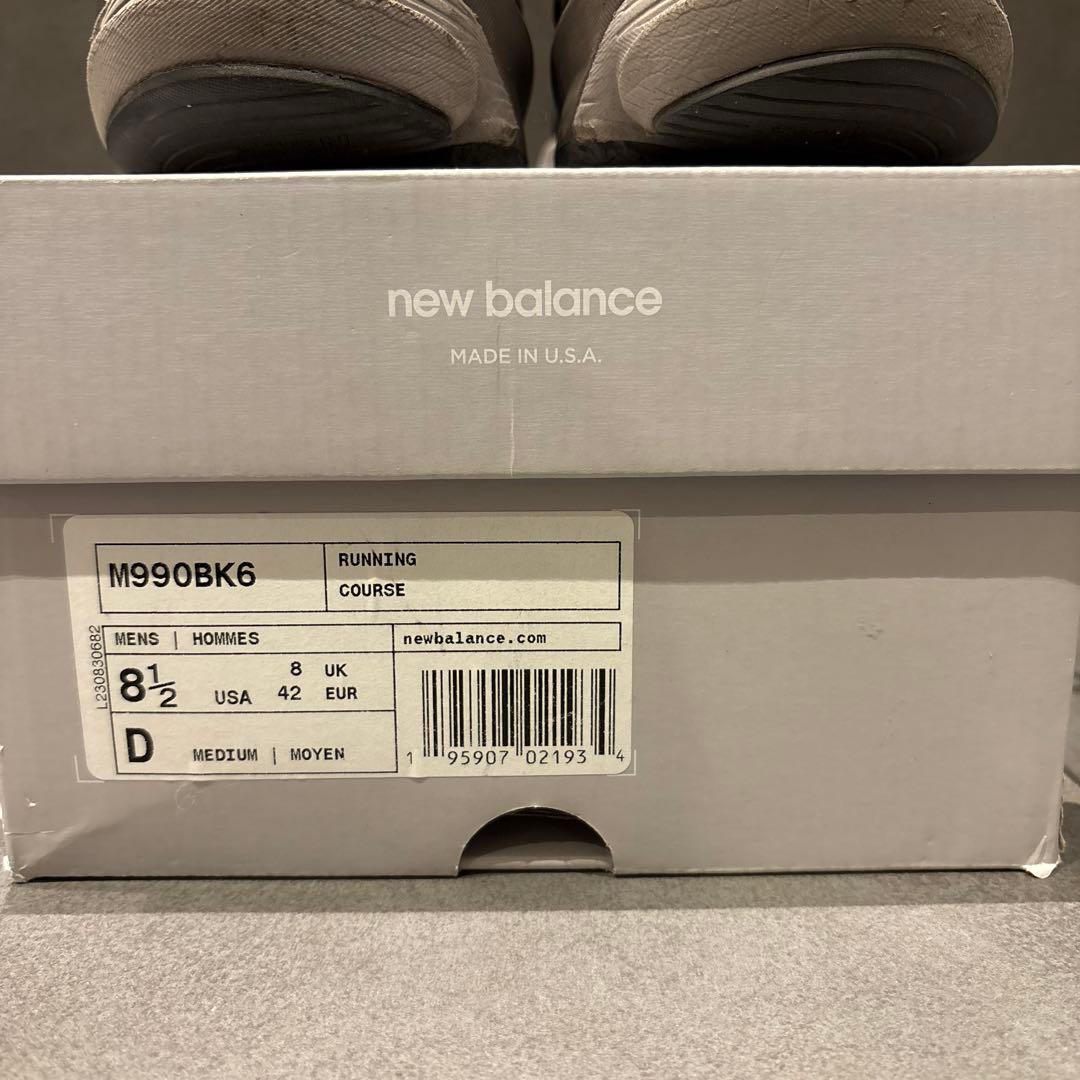 new balance
MADE IN U.S.A.
M990BK6
RUNNING
COURSE
L230830682
MENS | HOMMES
newbalance.com
8½ USA
8 UK
42 EUR
D MEDIUM | MOYEN
1 95907 02193 4